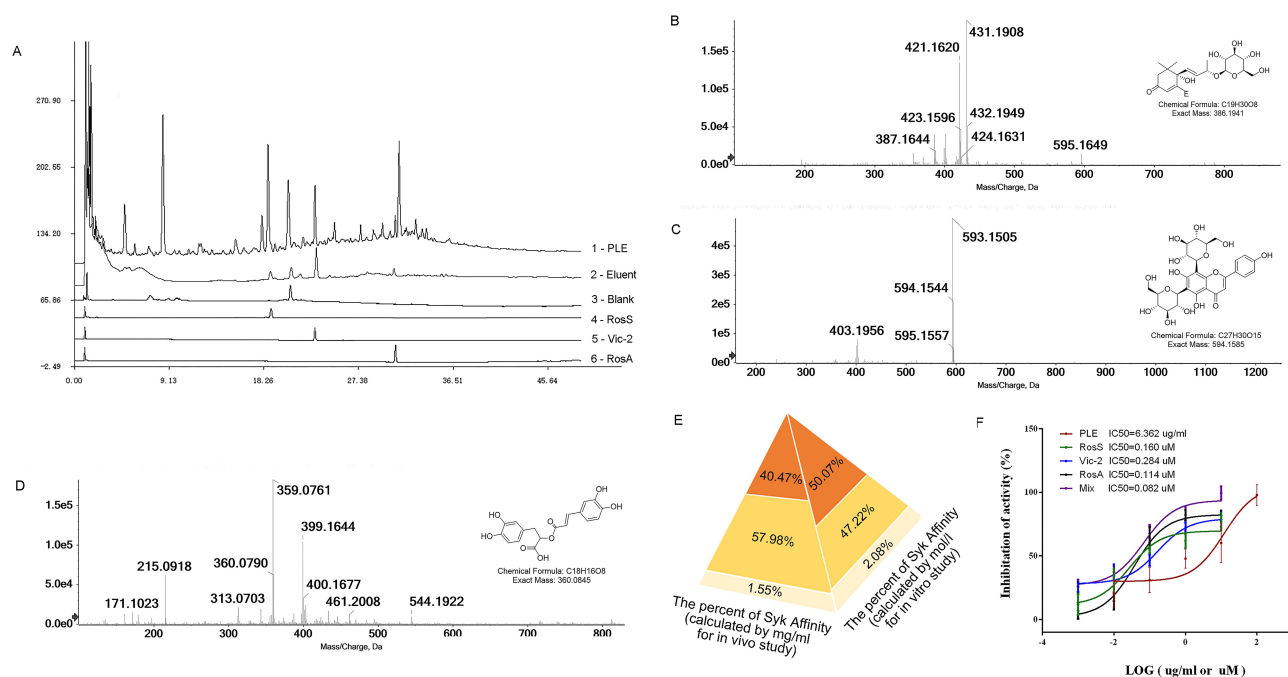 A
270.90
202.55
134.20
65.86
-2.49
0.00
9.13
18.26
27.38
36.51
45.64
1 - PLE
2 - Eluent
3 - Blank
4 - RosS
5 - Vic-2
6 - RosA
B
1.5e5
1.0e5
5.0e4
0.0e0
431.1908
421.1620
432.1949
423.1596
424.1631
387.1644
595.1649
200
300
400
500
600
700
800
Mass/Charge, Da
HO
OH
OH
HO
O
O
OH
O
E
Chemical Formula: C19H30O8
Exact Mass: 386.1941
C
4e5
3e5
2e5
1e5
0e0
593.1505
594.1544
595.1557
403.1956
200
300
400
500
600
700
800
900
1000
1100
1200
Mass/Charge, Da
Chemical Formula: C27H30O15
Exact Mass: 594.1585
D
1.5e5
1.0e5
5.0e4
0.0e0
359.0761
399.1644
360.0790
215.0918
400.1677
171.1023
313.0703
461.2008
544.1922
200
300
400
500
600
700
800
Mass/Charge, Da
Chemical Formula: C18H16O8
Exact Mass: 360.0845
E
40.47%
50.07%
57.98%
47.22%
1.55%
2.08%
The percent of Syk Affinity
(calculated by mg/ml
for in vivo study)
The percent of Syk Affinity
(calculated by mol/l
for in vitro study)
F
Inhibitation of activity (%)
150
100
50
0
-4
-2
0
2
PLE IC50=6.362 ug/ml
RosS IC50=0.160 uM
Vic-2 IC50=0.284 uM
RosA IC50=0.114 uM
Mix IC50=0.082 uM
LOG ( ug/ml or uM )